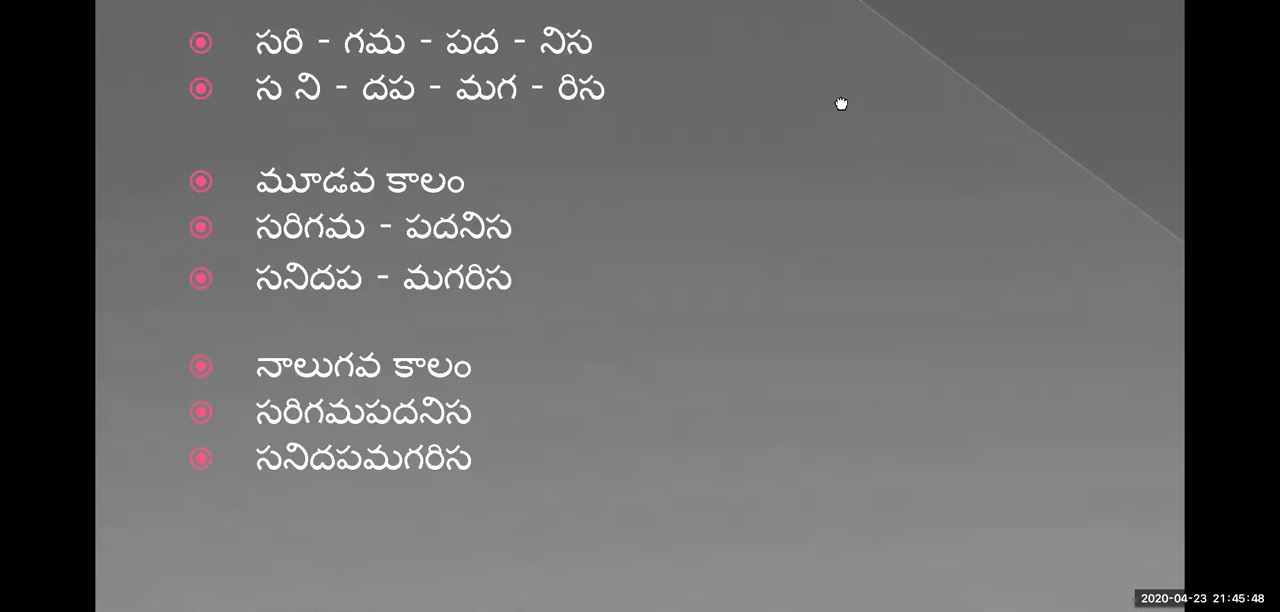 సరి - గమ - పద - నిస
స ని - దప - మగ - రిస
మూడవ కాలం
సరిగమ - పదనిస
సనిదప - మగరిస
నాలుగవ కాలం
సరిగమపదనిస
సనిదపమగరిస
2020-04-23 21:45:48